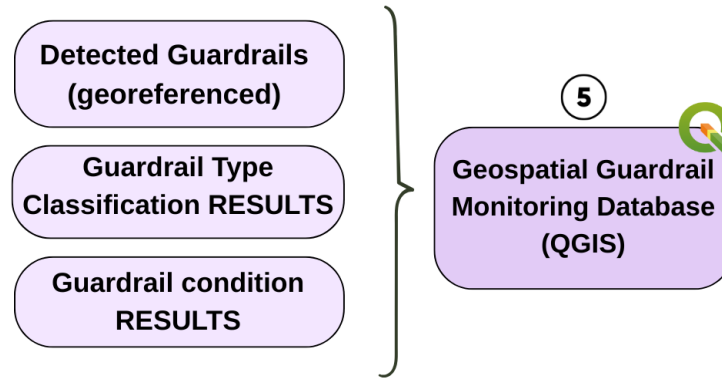 Detected Guardrails
(georeferenced)
Guardrail Type
Classification RESULTS
Guardrail condition
RESULTS
5
Geospatial Guardrail
Monitoring Database
(QGIS)